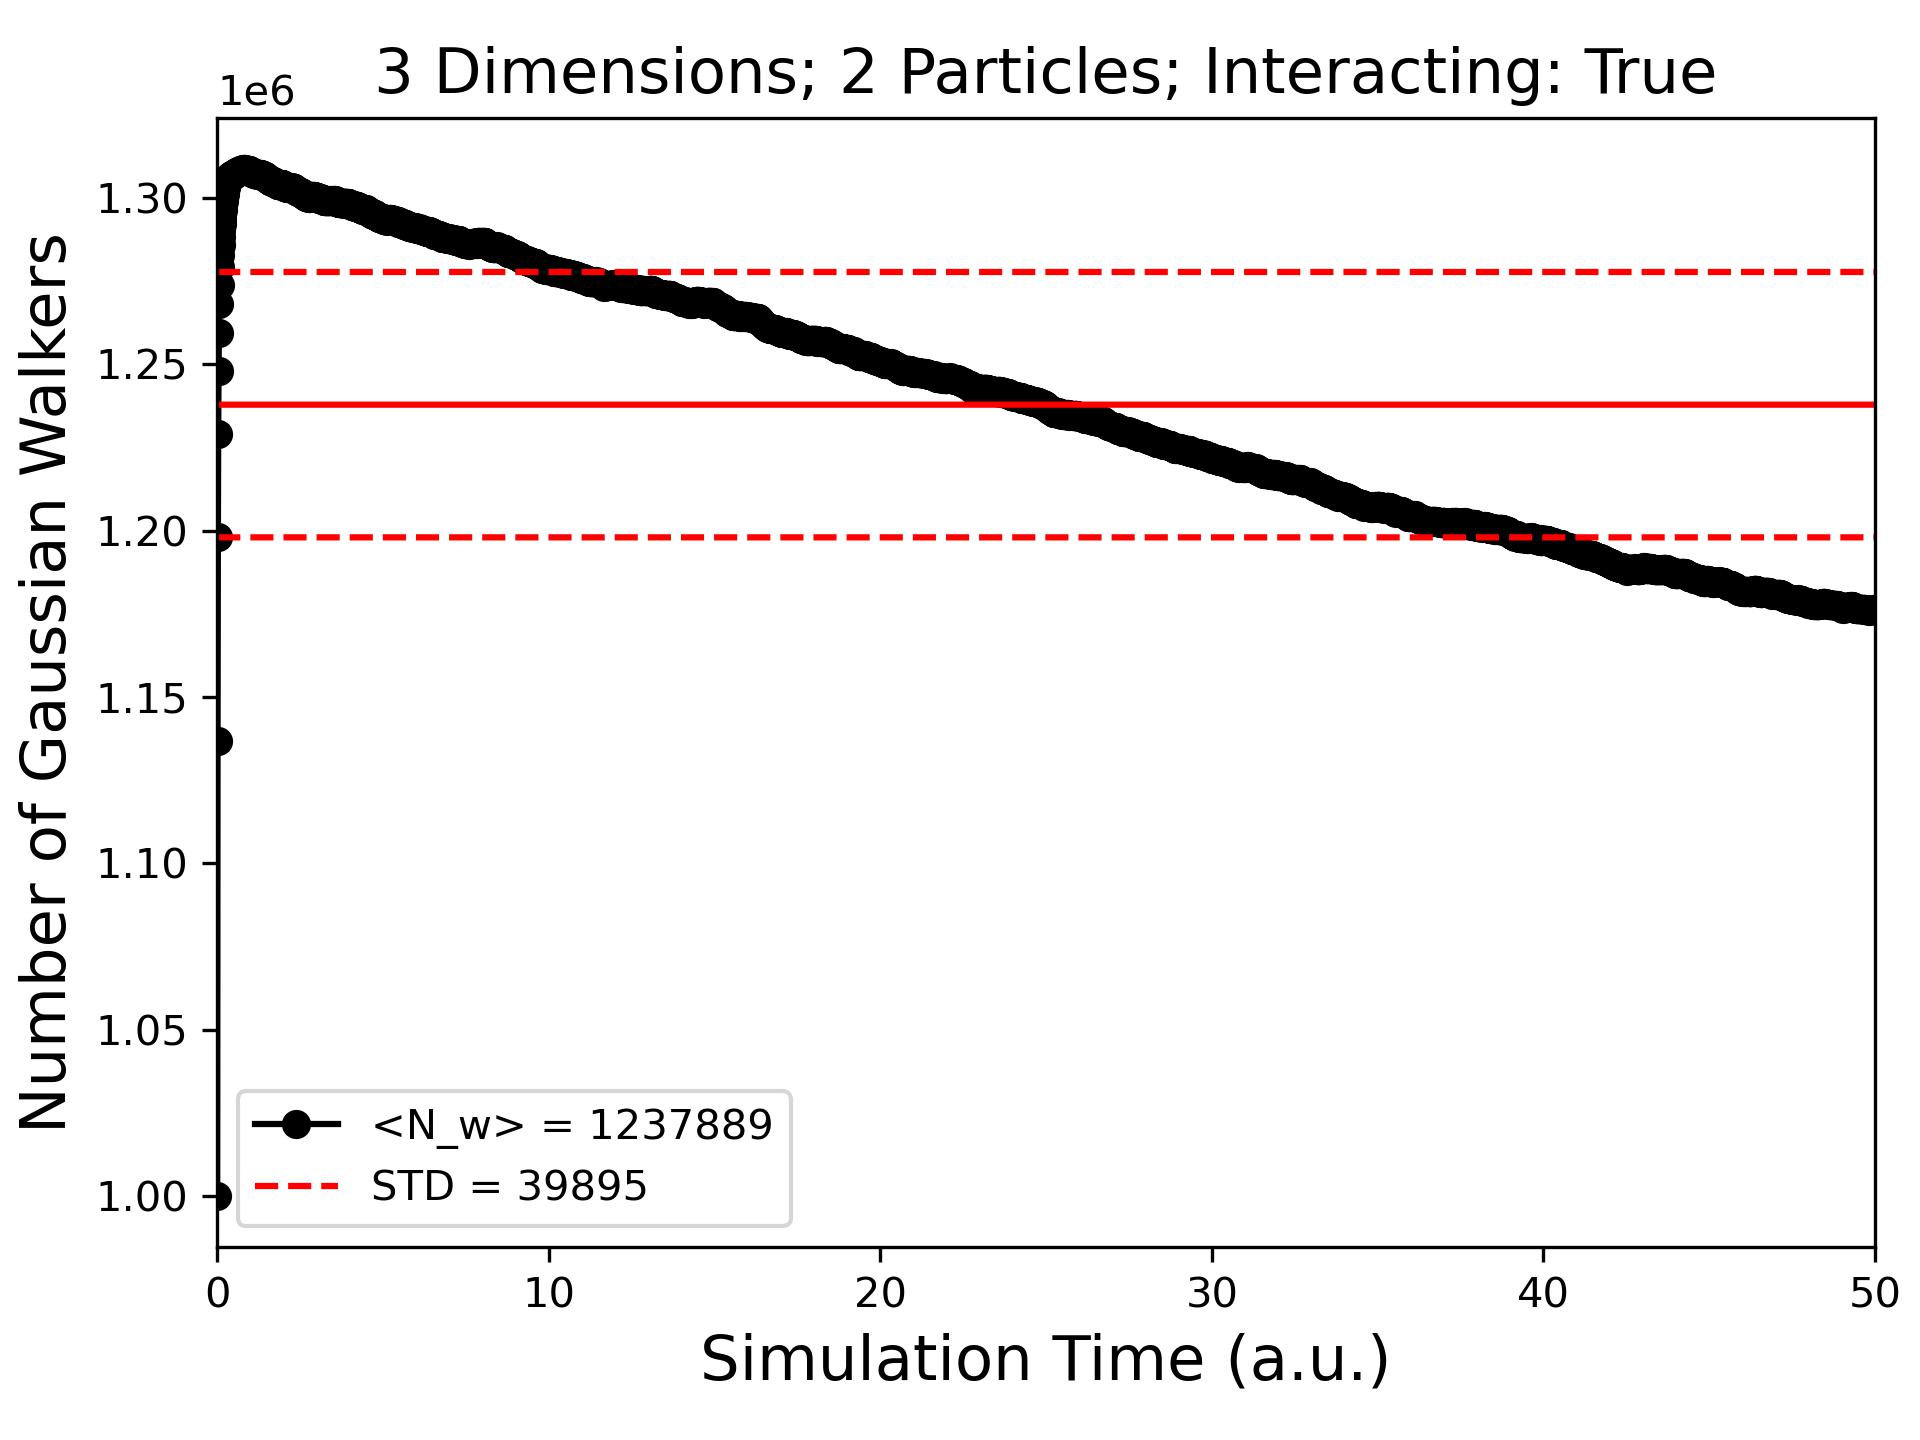 3 Dimensions; 2 Particles; Interacting: True
1e6
Number of Gaussian Walkers
1.30
1.25
1.20
1.15
1.10
1.05
1.00
<N_w> = 1237889
STD = 39895
0 10 20 30 40 50
Simulation Time (a.u.)